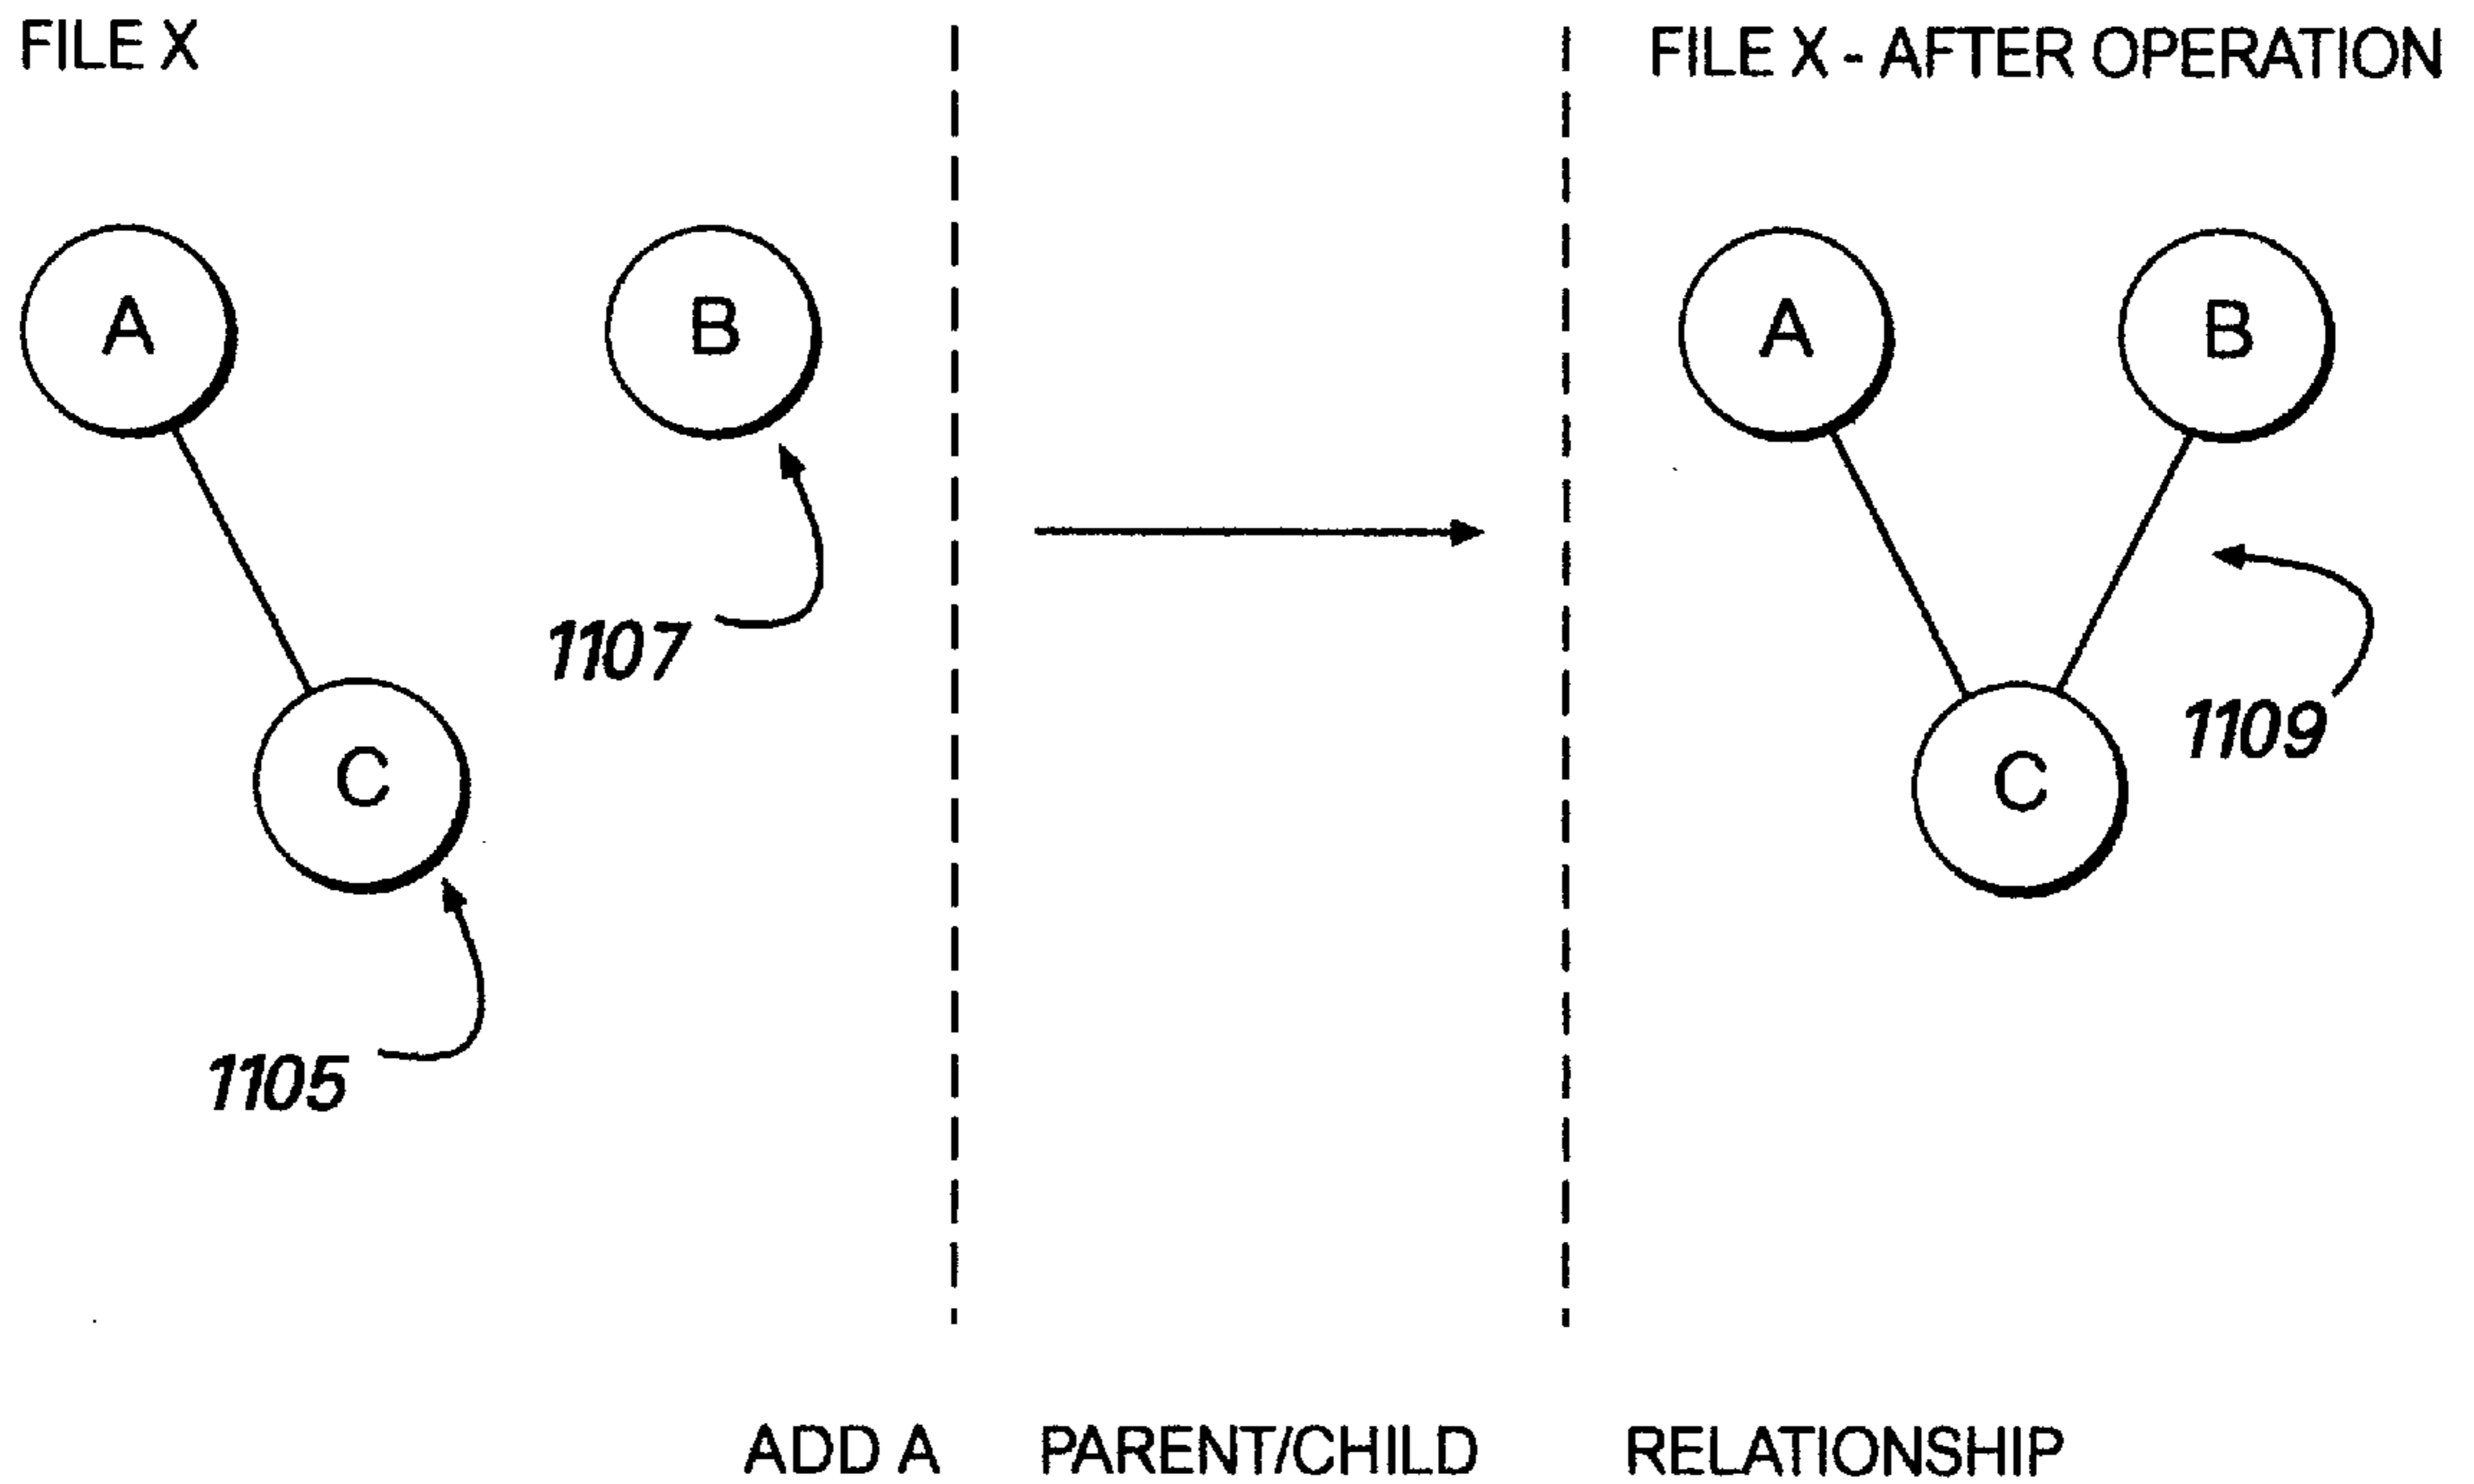 FILE X
FILE X - AFTER OPERATION
A
B
A
B
1107
1109
C
C
1105
ADD A PARENT/CHILD RELATIONSHIP